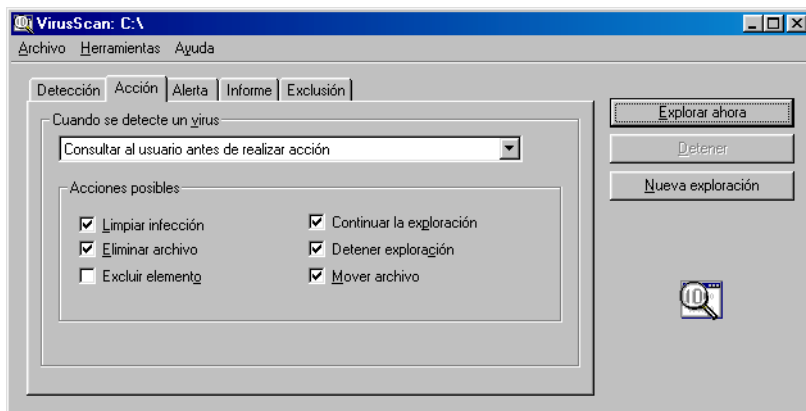 VirusScan: C:\
Archivo Herramientas Ayuda
Detección Acción Alerta Informe Exclusión
Cuando se detecte un virus
Consultar al usuario antes de realizar acción
Acciones posibles
Limpiar infección Continuar la exploración
Eliminar archivo Detener exploración
Excluir elemento Mover archivo
Explorar ahora
Detener
Nueva exploración